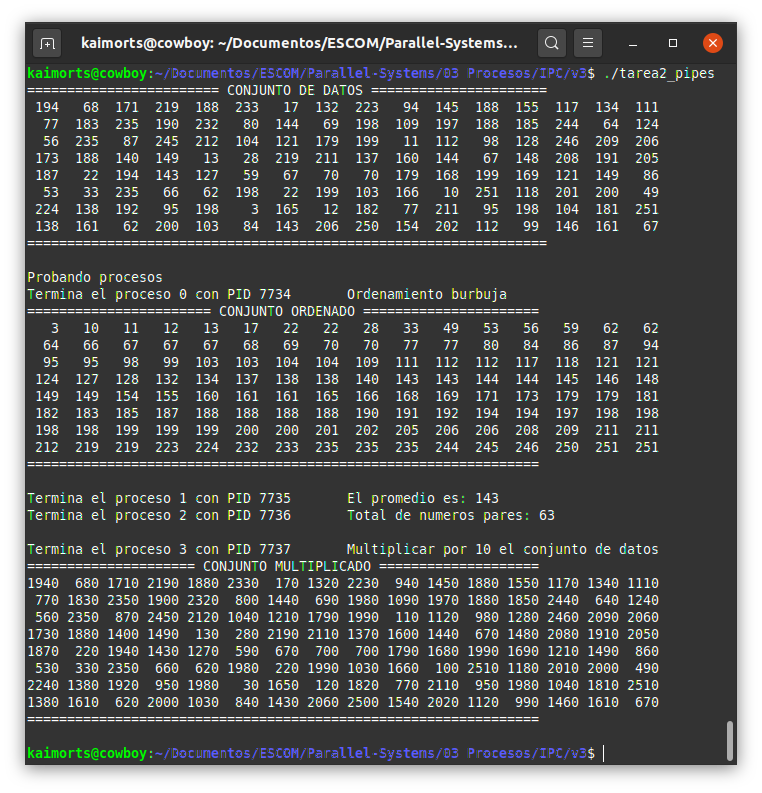 kaimorts@cowboy: ~/Documentos/ESCOM/Parallel-Systems...
kaimorts@cowboy:~/Documentos/ESCOM/Parallel-Systems/03 Procesos/IPC/v3$ ./tarea2_pipes
======================== CONJUNTO DE DATOS ======================
194 68 171 219 188 233 17 132 223 94 145 188 155 117 134 111
77 183 235 190 232 80 144 69 198 109 197 188 185 244 64 124
56 235 87 245 212 104 121 179 199 11 112 98 128 246 209 206
173 188 140 149 13 28 219 211 137 160 144 67 148 208 191 205
187 22 194 143 127 59 67 70 70 179 168 199 169 121 149 86
53 33 235 66 62 198 22 199 103 166 10 251 118 201 200 49
224 138 192 95 198 3 165 12 182 77 211 95 198 104 181 251
138 161 62 200 103 84 143 206 250 154 202 112 99 146 161 67
=================================================================
Probando procesos
Termina el proceso 0 con PID 7734 Ordenamiento burbuja
======================= CONJUNTO ORDENADO ======================
3 10 11 12 13 17 22 22 28 33 49 53 56 59 62 62
64 66 67 67 67 68 69 70 70 77 77 80 84 86 87 94
95 95 98 99 103 103 104 104 109 111 112 112 117 118 121 121
124 127 128 132 134 137 138 138 140 143 143 144 144 145 146 148
149 149 154 155 160 161 161 165 166 168 169 171 173 179 179 181
182 183 185 187 188 188 188 188 190 191 192 194 194 197 198 198
198 198 199 199 199 200 200 201 202 205 206 206 208 209 211 211
212 219 219 223 224 232 233 235 235 235 244 245 246 250 251 251
================================================================
Termina el proceso 1 con PID 7735 El promedio es: 143
Termina el proceso 2 con PID 7736 Total de numeros pares: 63
Termina el proceso 3 con PID 7737 Multiplicar por 10 el conjunto de datos
===================== CONJUNTO MULTIPLICADO ====================
1940 680 1710 2190 1880 2330 170 1320 2230 940 1450 1880 1550 1170 1340 1110
770 1830 2350 1900 2320 800 1440 690 1980 1090 1970 1880 1850 2440 640 1240
560 2350 870 2450 2120 1040 1210 1790 1990 110 1120 980 1280 2460 2090 2060
1730 1880 1400 1490 130 280 2190 2110 1370 1600 1440 670 1480 2080 1910 2050
1870 220 1940 1430 1270 590 670 700 700 1790 1680 1990 1690 1210 1490 860
530 330 2350 660 620 1980 220 1990 1030 1660 100 2510 1180 2010 2000 490
2240 1380 1920 950 1980 30 1650 120 1820 770 2110 950 1980 1040 1810 2510
1380 1610 620 2000 1030 840 1430 2060 2500 1540 2020 1120 990 1460 1610 670
================================================================
kaimorts@cowboy:~/Documentos/ESCOM/Parallel-Systems/03 Procesos/IPC/v3$